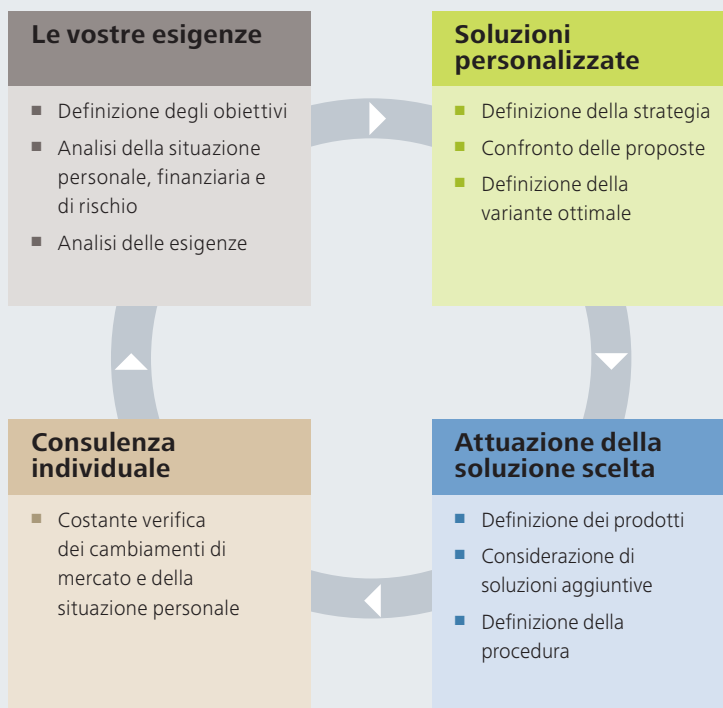 Le vostre esigenze
Definizione degli obiettivi
Analisi della situazione
personale, finanziaria e
di rischio
Analisi delle esigenze
Soluzioni
personalizzate
Definizione della strategia
Confronto delle proposte
Definizione della
variante ottimale
Consulenza
individuale
Costante verifica
dei cambiamenti di
mercato e della
situazione personale
Attuazione della
soluzione scelta
Definizione dei prodotti
Considerazione di
soluzioni aggiuntive
Definizione della
procedura